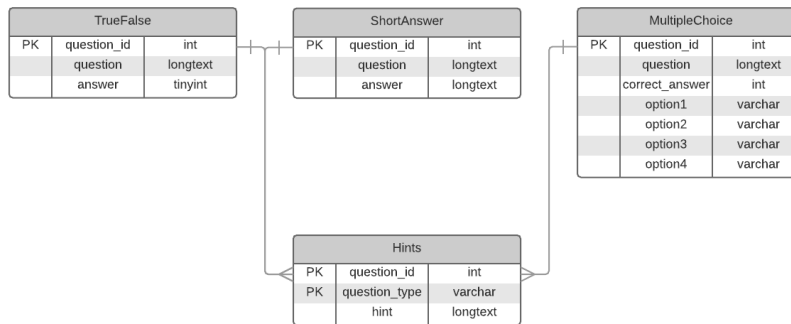 TrueFalse
PK question_id int
question longtext
answer tinyint
ShortAnswer
PK question_id int
question longtext
answer longtext
MultipleChoice
PK question_id int
question longtext
correct_answer int
option1 varchar
option2 varchar
option3 varchar
option4 varchar
Hints
PK question_id int
PK question_type varchar
hint longtext